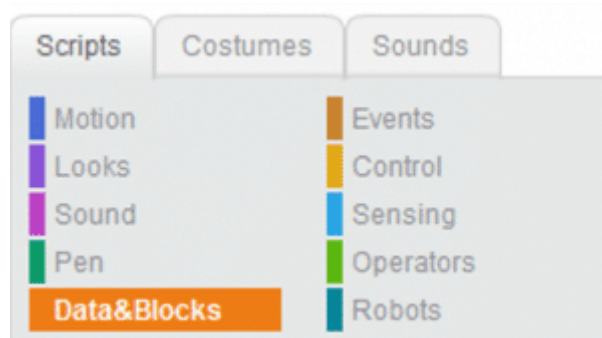 Scripts Costumes Sounds
Motion Events
Looks Control
Sound Sensing
Pen Operators
Data&Blocks Robots